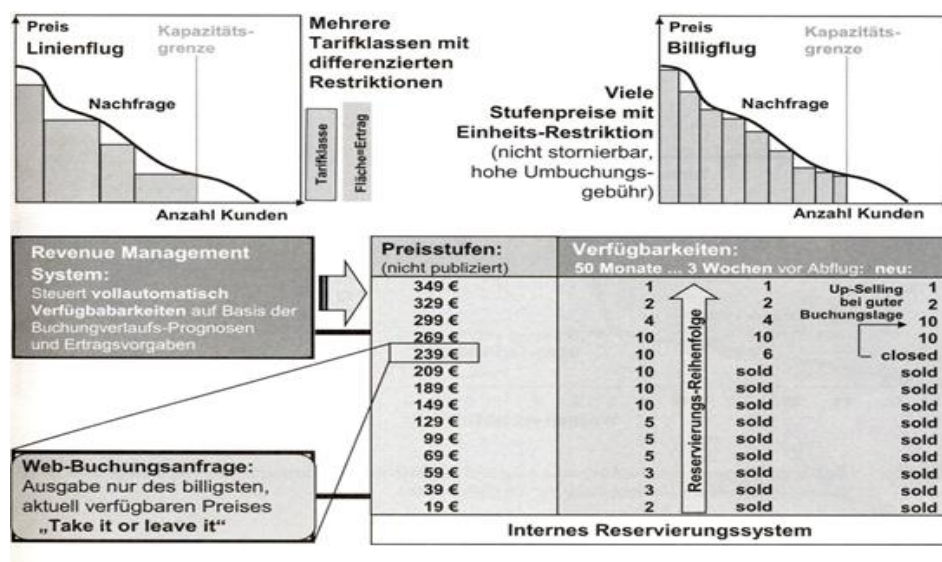 Preis
Linienflug
Kapazitäts-
grenze
Nachfrage
Anzahl Kunden
Mehrere
Tarifklassen mit
differenzierten
Restriktionen
Tarifklasse
Fläche=Ertrag
Viele
Stufenpreise mit
Einheits-Restriktion
(nicht stornierbar,
hohe Umbuchungs-
gebühr)
Preis
Billigflug
Kapazitäts-
grenze
Nachfrage
Anzahl Kunden
Revenue Management
System:
Steuert vollautomatisch
Verfügbabarkeiten auf Basis der
Buchungverlaufs-Prognosen
und Ertragsvorgaben
Web-Buchungsanfrage:
Ausgabe nur des billigsten,
aktuell verfügbaren Preises
„Take it or leave it“
Preisstufen:
(nicht publiziert)
Verfügbarkeiten:
50 Monate ... 3 Wochen vor Abflug: neu:
349 € 1 1 1
329 € 2 2 2
299 € 4 4 10
269 € 10 10 10
239 € 10 6 closed
209 € 10 sold sold
189 € 10 sold sold
149 € 10 sold sold
129 € 5 sold sold
99 € 5 sold sold
69 € 5 sold sold
59 € 3 sold sold
39 € 3 sold sold
19 € 2 sold sold
Reservierungs-Reihenfolge
Up-Selling
bei guter
Buchungslage
Internes Reservierungssystem